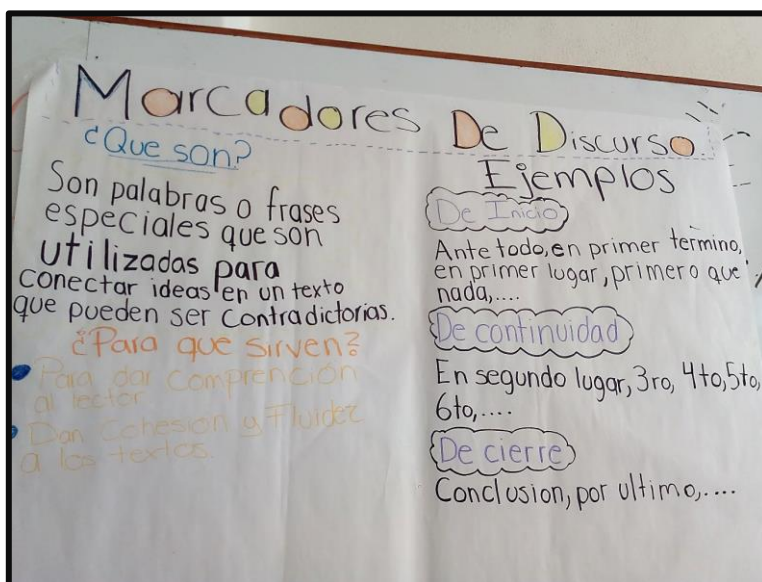 Marcadores De Discurso.
¿Que son?
Son palabras o frases
especiales que son
utilizadas para
conectar ideas en un texto
que pueden ser contradictorias.
¿Para que sirven?
Para dar comprención
al lector
Dan Cohesion y Fluidez
a los textos.
Ejemplos
De Inicio
Ante todo, en primer termino,
en primer lugar, primero que
nada,....
De continuidad
En segundo lugar, 3ro, 4to, 5to,
6to,....
De cierre
Conclusion, por ultimo,....